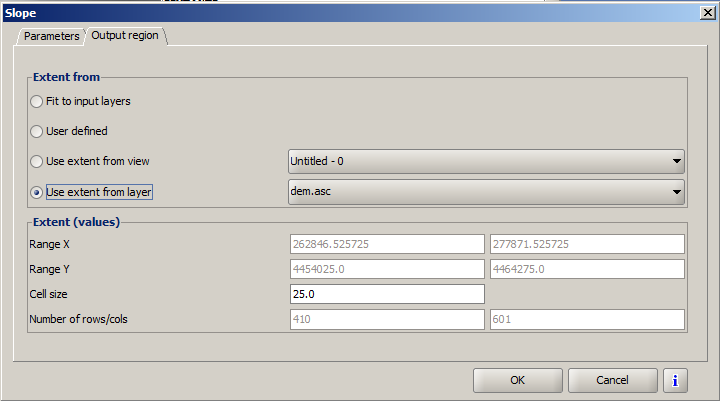 Slope
Parameters Output region
Extent from
Fit to input layers
User defined
Use extent from view Untitled - 0
Use extent from layer dem.asc
Extent (values)
Range X 262846.525725 277871.525725
Range Y 4454025.0 4464275.0
Cell size 25.0
Number of rows/cols 410 601
OK Cancel i